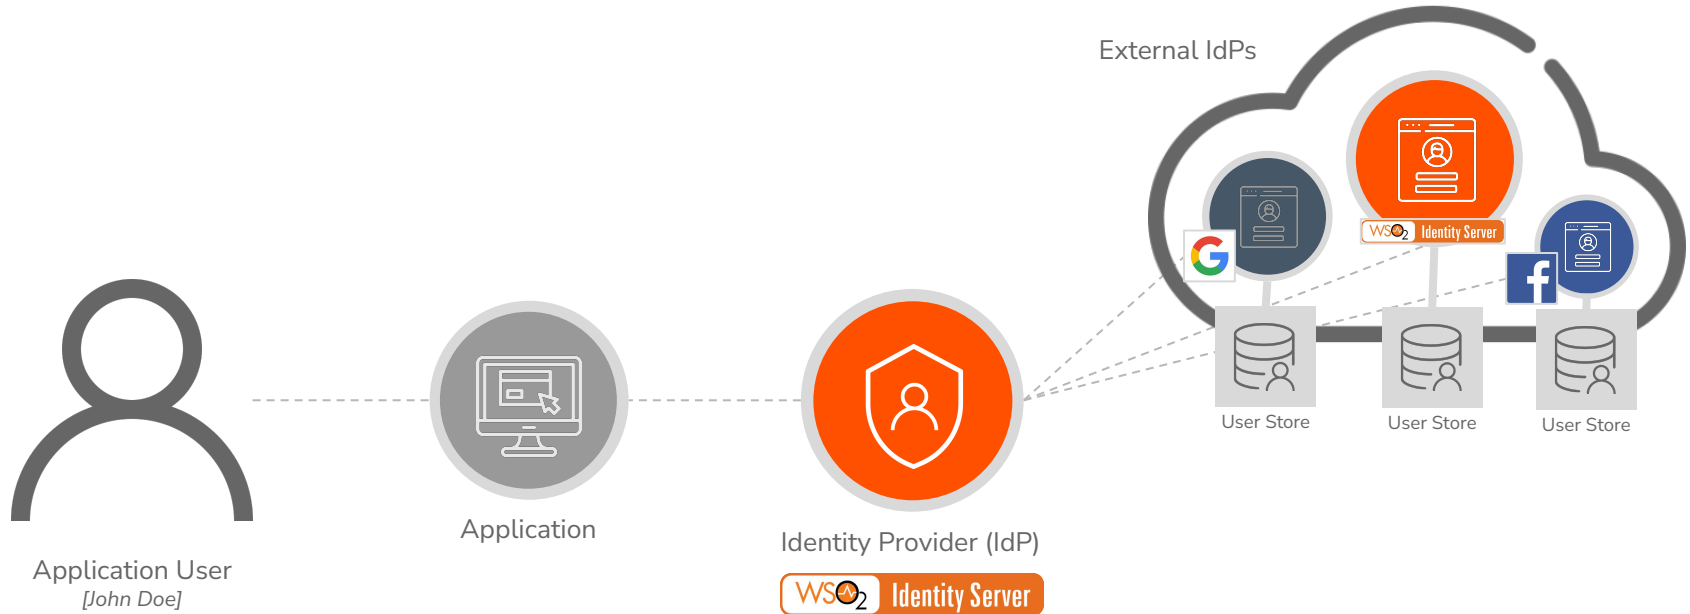 External IdPs
WSO2 Identity Server
User Store
User Store
User Store
Application
Identity Provider (IdP)
WSO2 Identity Server
Application User
[John Doe]